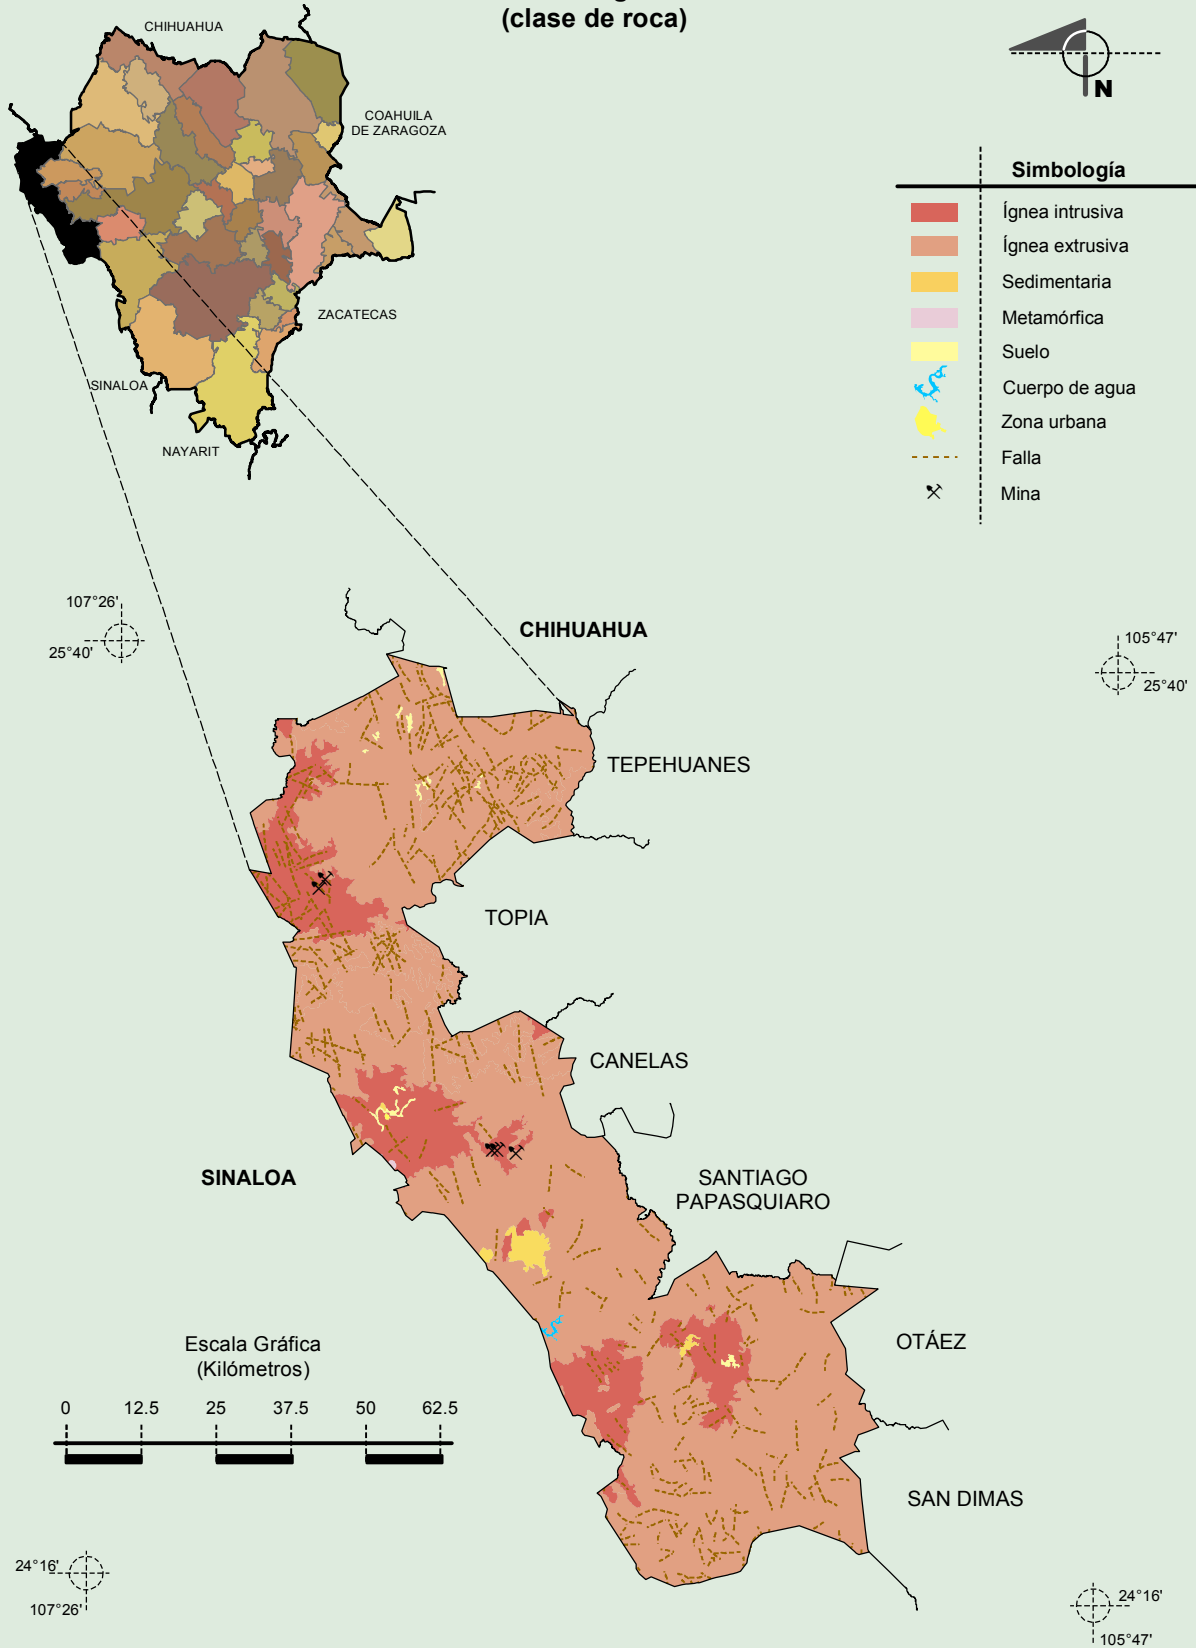 (clase de roca)
CHIHUAHUA
COAHUILA
DE ZARAGOZA
ZACATECAS
SINALOA
NAYARIT
N
Simbología
Ígnea intrusiva
Ígnea extrusiva
Sedimentaria
Metamórfica
Suelo
Cuerpo de agua
Zona urbana
Falla
Mina
107°26'
25°40'
105°47'
25°40'
CHIHUAHUA
TEPEHUANES
TOPIA
CANELAS
SINALOA
SANTIAGO
PAPASQUIARO
OTÁEZ
SAN DIMAS
Escala Gráfica
(Kilómetros)
0 12.5 25 37.5 50 62.5
24°16'
107°26'
24°16'
105°47'